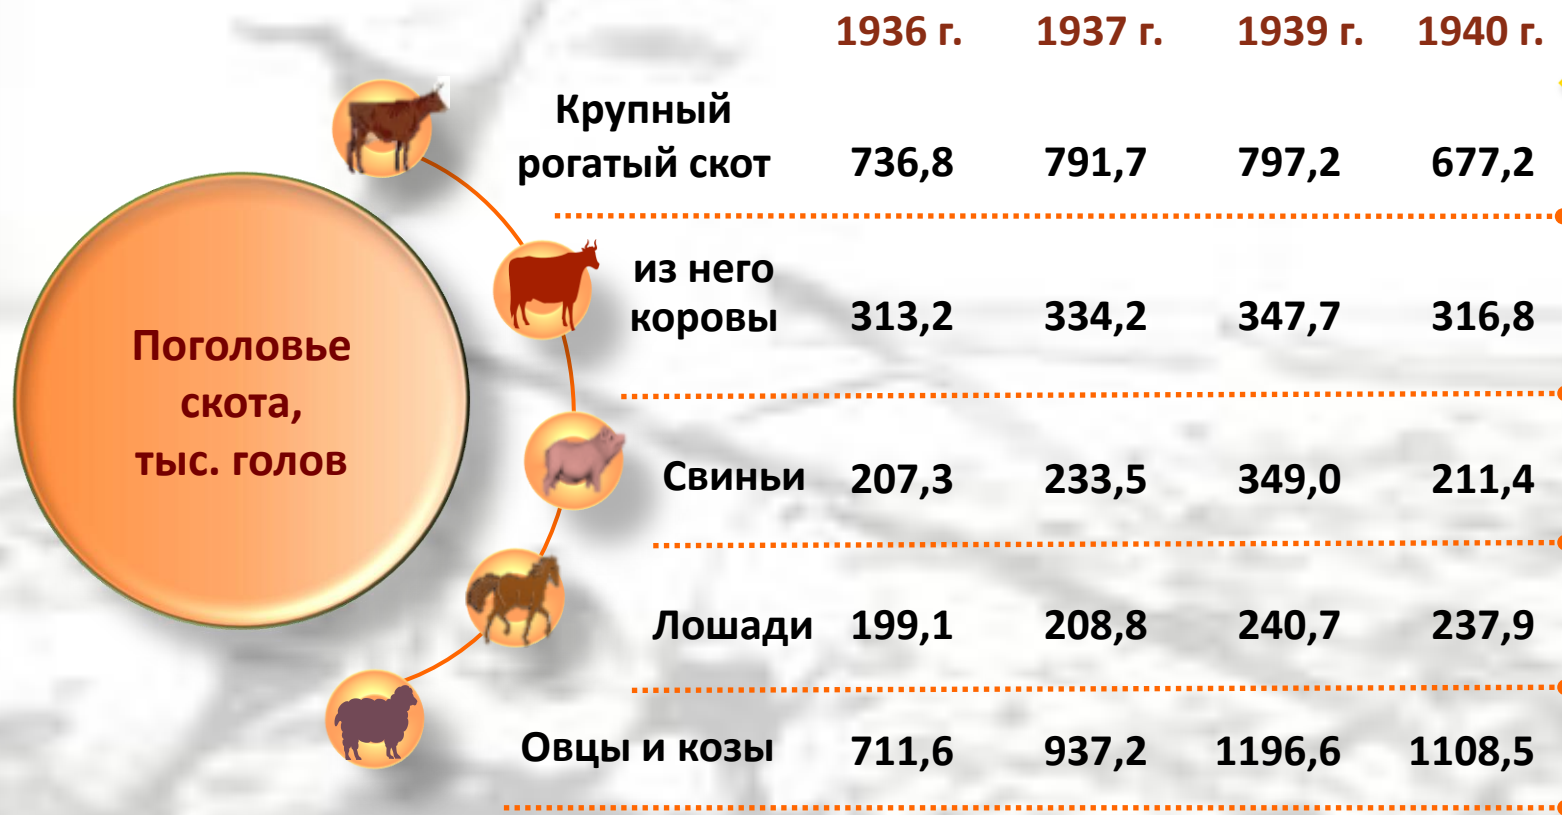 1936 г. 1937 г. 1939 г. 1940 г.
Крупный
рогатый скот 736,8 791,7 797,2 677,2
из него
коровы 313,2 334,2 347,7 316,8
Поголовье
скота,
тыс. голов
Свиньи 207,3 233,5 349,0 211,4
Лошади 199,1 208,8 240,7 237,9
Овцы и козы 711,6 937,2 1196,6 1108,5